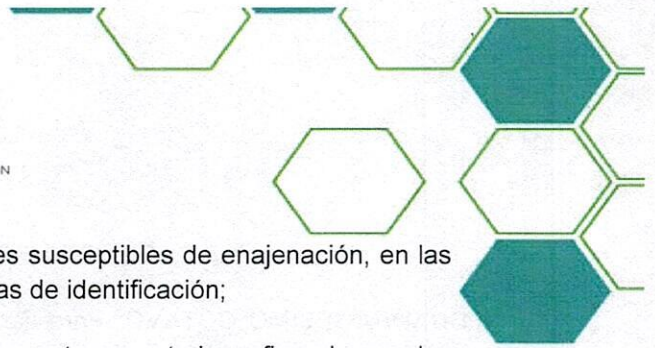 N
es susceptibles de enajenación, en las
as de identificación;